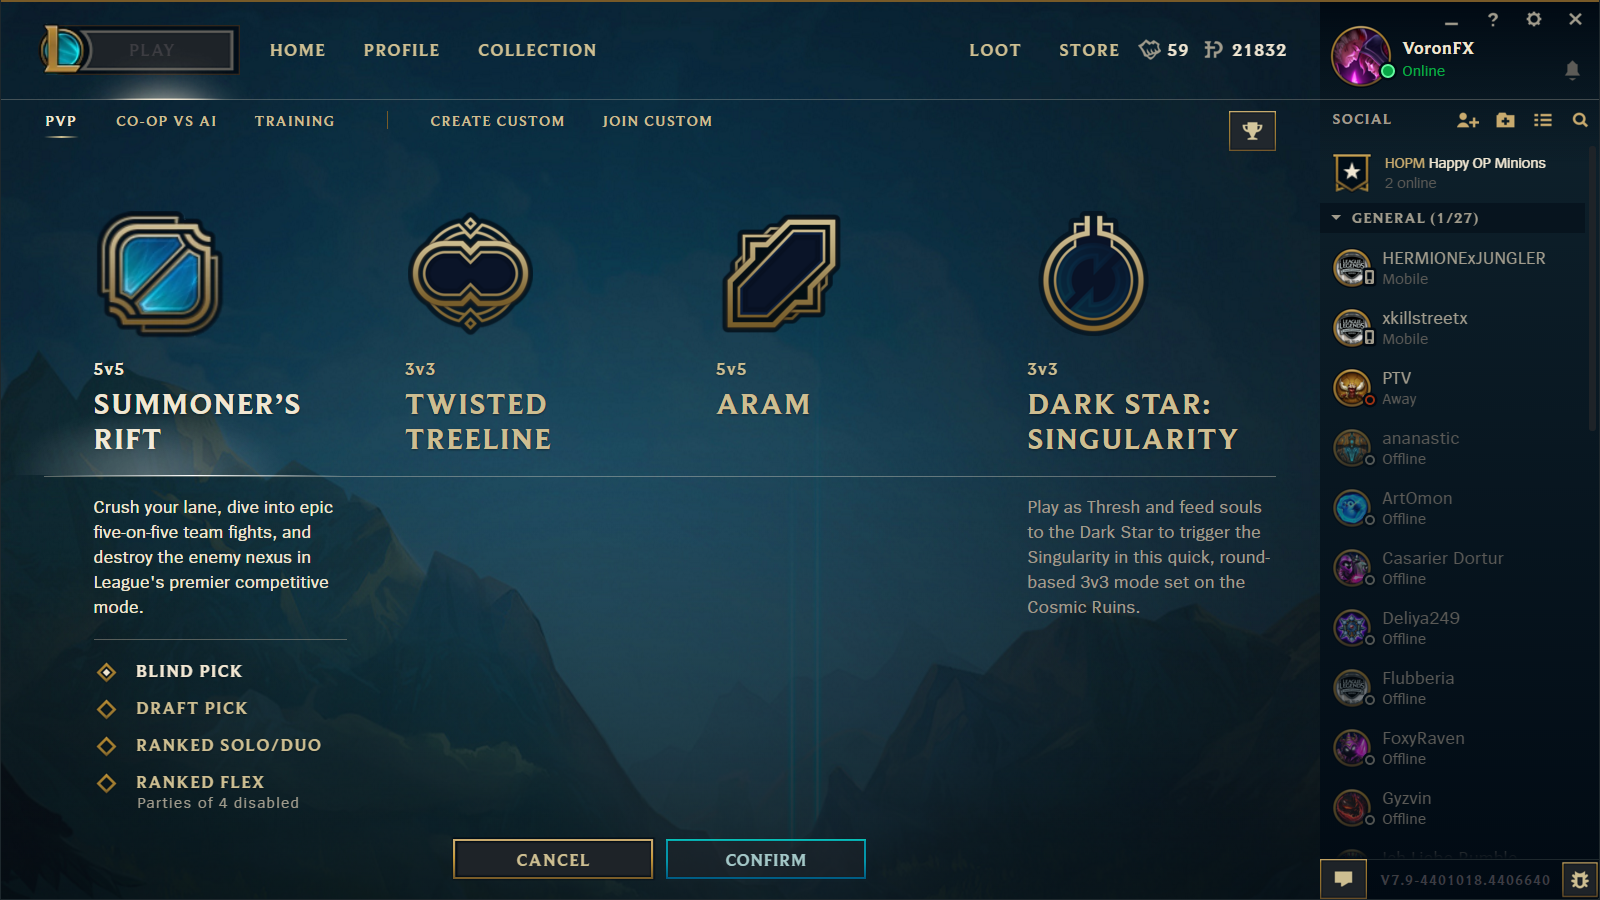 PLAY
HOME
PROFILE
COLLECTION
LOOT
STORE
59
21832
?
VoronFX
Online
PVP
CO-OP VS AI
TRAINING
CREATE CUSTOM
JOIN CUSTOM
SOCIAL
HOPM Happy OP Minions
2 online
GENERAL (1/27)
HERMIONExJUNGLER
Mobile
xkillstreetx
Mobile
PTV
Away
ananastic
Offline
ArtOmon
Offline
Casarier Dortur
Offline
Deliya249
Offline
Flubberia
Offline
FoxyRaven
Offline
Gyzvin
Offline
5v5
SUMMONER'S
RIFT
3v3
TWISTED
TREELINE
5v5
ARAM
3v3
DARK STAR:
SINGULARITY
Crush your lane, dive into epic
five-on-five team fights, and
destroy the enemy nexus in
League's premier competitive
mode.
Play as Thresh and feed souls
to the Dark Star to trigger the
Singularity in this quick, round-
based 3v3 mode set on the
Cosmic Ruins.
BLIND PICK
DRAFT PICK
RANKED SOLO/DUO
RANKED FLEX
Parties of 4 disabled
CANCEL
CONFIRM
V7.9-4401018.4406640